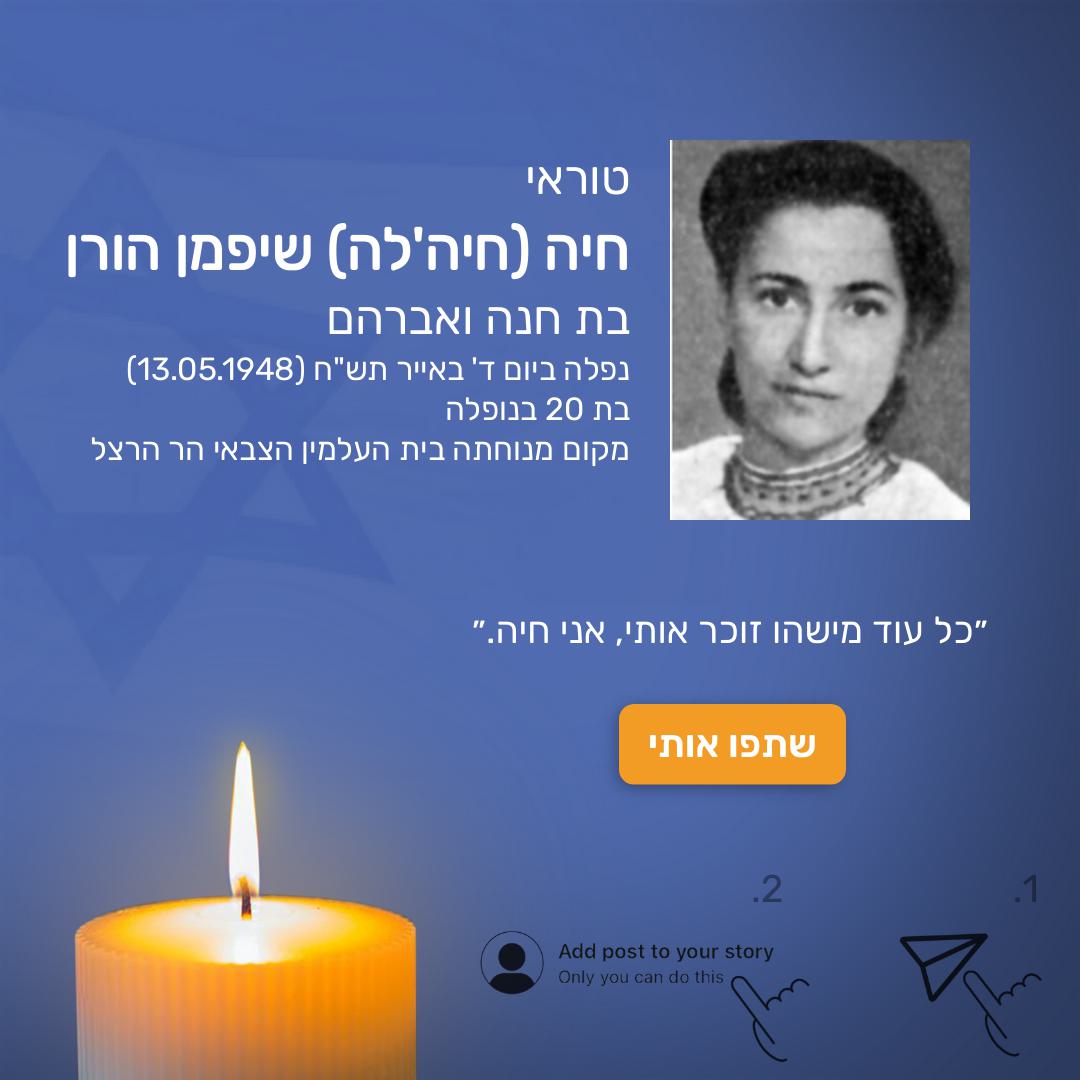 טוראי
חיה (חיה'לה) שיפמן הורן
בת חנה ואברהם
נפלה ביום ד' באייר תש"ח (13.05.1948)
בת 20 בנופלה
מקום מנוחתה בית העלמין הצבאי הר הרצל
״כל עוד מישהו זוכר אותי, אני חיה.״
שתפו אותי
.1
.2
Add post to your story
Only you can do this